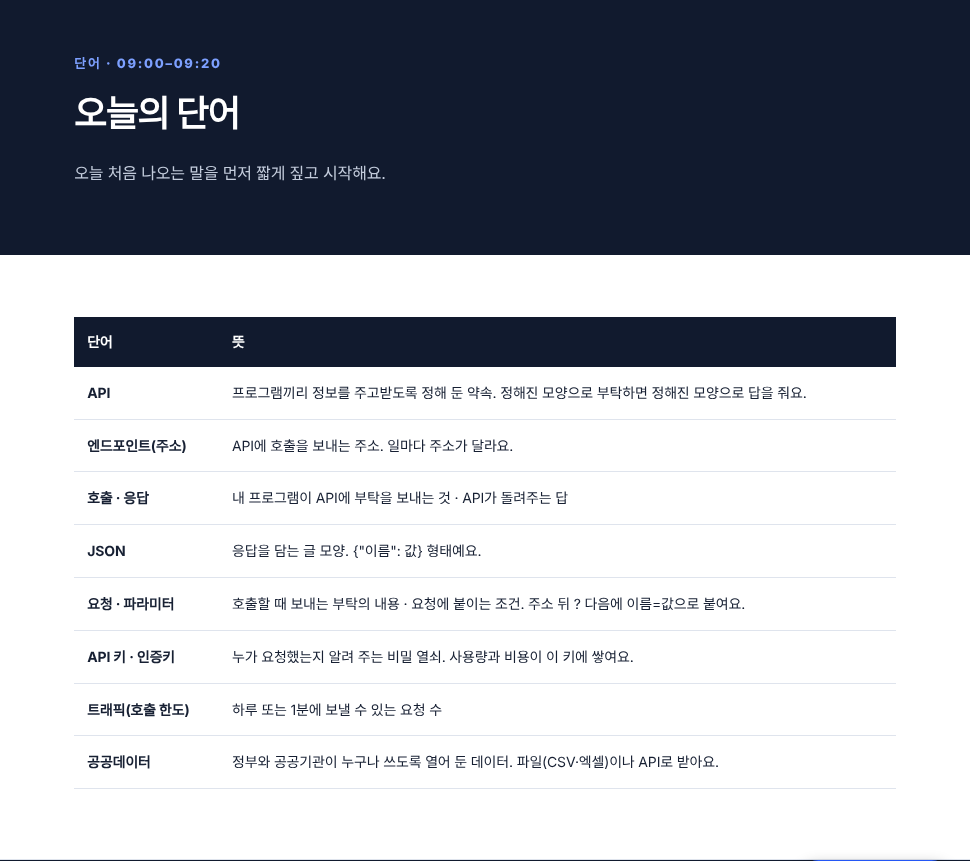 단어 · 09:00–09:20
오늘의 단어
오늘 처음 나오는 말을 먼저 짧게 짚고 시작해요.
단어 뜻
API 프로그램끼리 정보를 주고받도록 정해 둔 약속. 정해진 모양으로 부탁하면 정해진 모양으로 답을 줘요.
엔드포인트(주소) API에 호출을 보내는 주소. 일마다 주소가 달라요.
호출 · 응답 내 프로그램이 API에 부탁을 보내는 것 · API가 돌려주는 답
JSON 응답을 담는 글 모양. {"이름": 값} 형태예요.
요청 · 파라미터 호출할 때 보내는 부탁의 내용 · 요청에 붙이는 조건. 주소 뒤 ? 다음에 이름=값으로 붙여요.
API 키 · 인증키 누가 요청했는지 알려 주는 비밀 열쇠. 사용량과 비용이 이 키에 쌓여요.
트래픽(호출 한도) 하루 또는 1분에 보낼 수 있는 요청 수
공공데이터 정부와 공공기관이 누구나 쓰도록 열어 둔 데이터. 파일(CSV·엑셀)이나 API로 받아요.